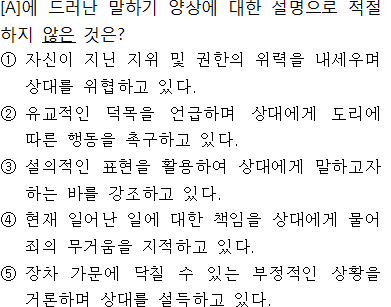 [A]에 드러난 말하기 양상에 대한 설명으로 적절
하지 않은 것은?
① 자신이 지닌 지위 및 권한의 위력을 내세우며
상대를 위협하고 있다.
② 유교적인 덕목을 언급하며 상대에게 도리에
따른 행동을 촉구하고 있다.
③ 설의적인 표현을 활용하여 상대에게 말하고자
하는 바를 강조하고 있다.
④ 현재 일어난 일에 대한 책임을 상대에게 물어
죄의 무거움을 지적하고 있다.
⑤ 장차 가문에 닥칠 수 있는 부정적인 상황을
거론하며 상대를 설득하고 있다.